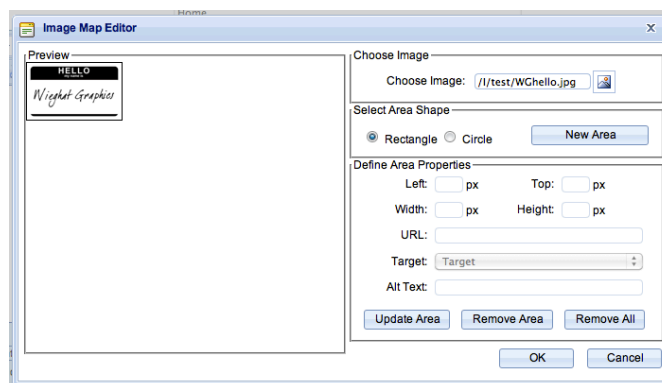 Home
Image Map Editor X
Preview
HELLO
Wieghat Graphics
Choose Image
Choose Image: /I/test/WGhello.jpg
Select Area Shape
Rectangle Circle New Area
Define Area Properties
Left: px Top: px
Width: px Height: px
URL:
Target: Target
Alt Text:
Update Area Remove Area Remove All
OK Cancel